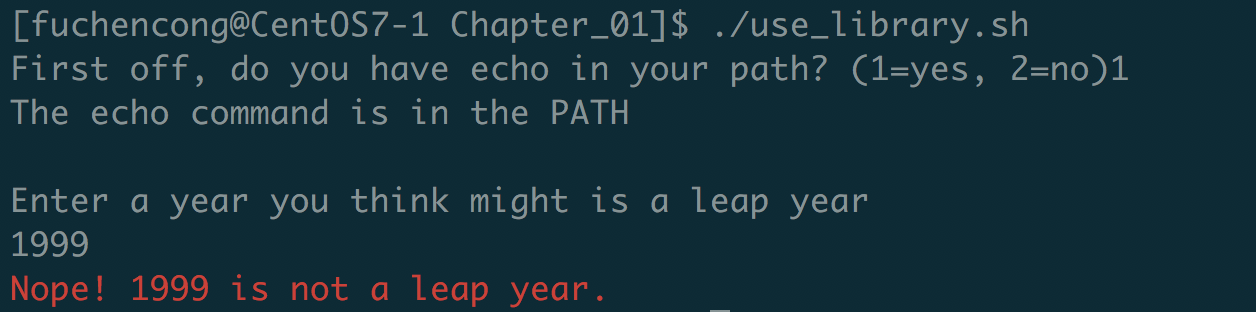 [fuchencong@CentOS7-1 Chapter_01]$ ./use_library.sh
First off, do you have echo in your path? (1=yes, 2=no)1
The echo command is in the PATH
Enter a year you think might is a leap year
1999
Nope! 1999 is not a leap year.